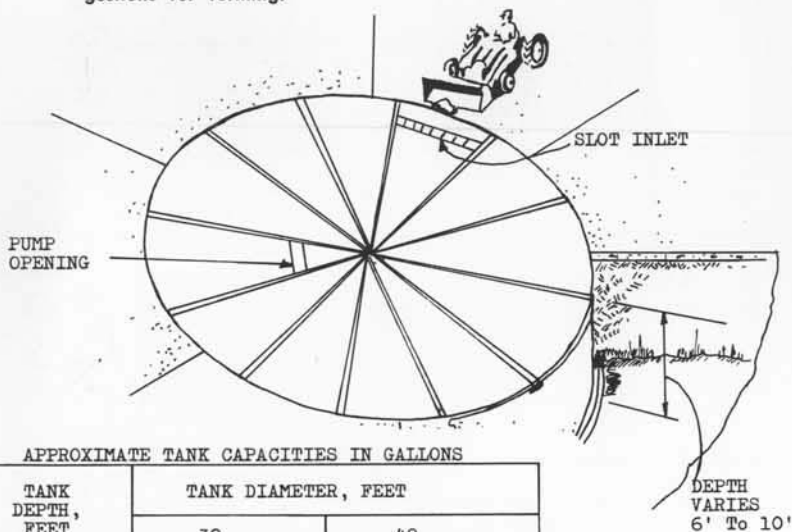 SLOT INLET
PUMP
OPENING
APPROXIMATE TANK CAPACITIES IN GALLONS
TANK
DEPTH,
FEET
TANK DIAMETER, FEET
DEPTH
VARIES
6' To 10'